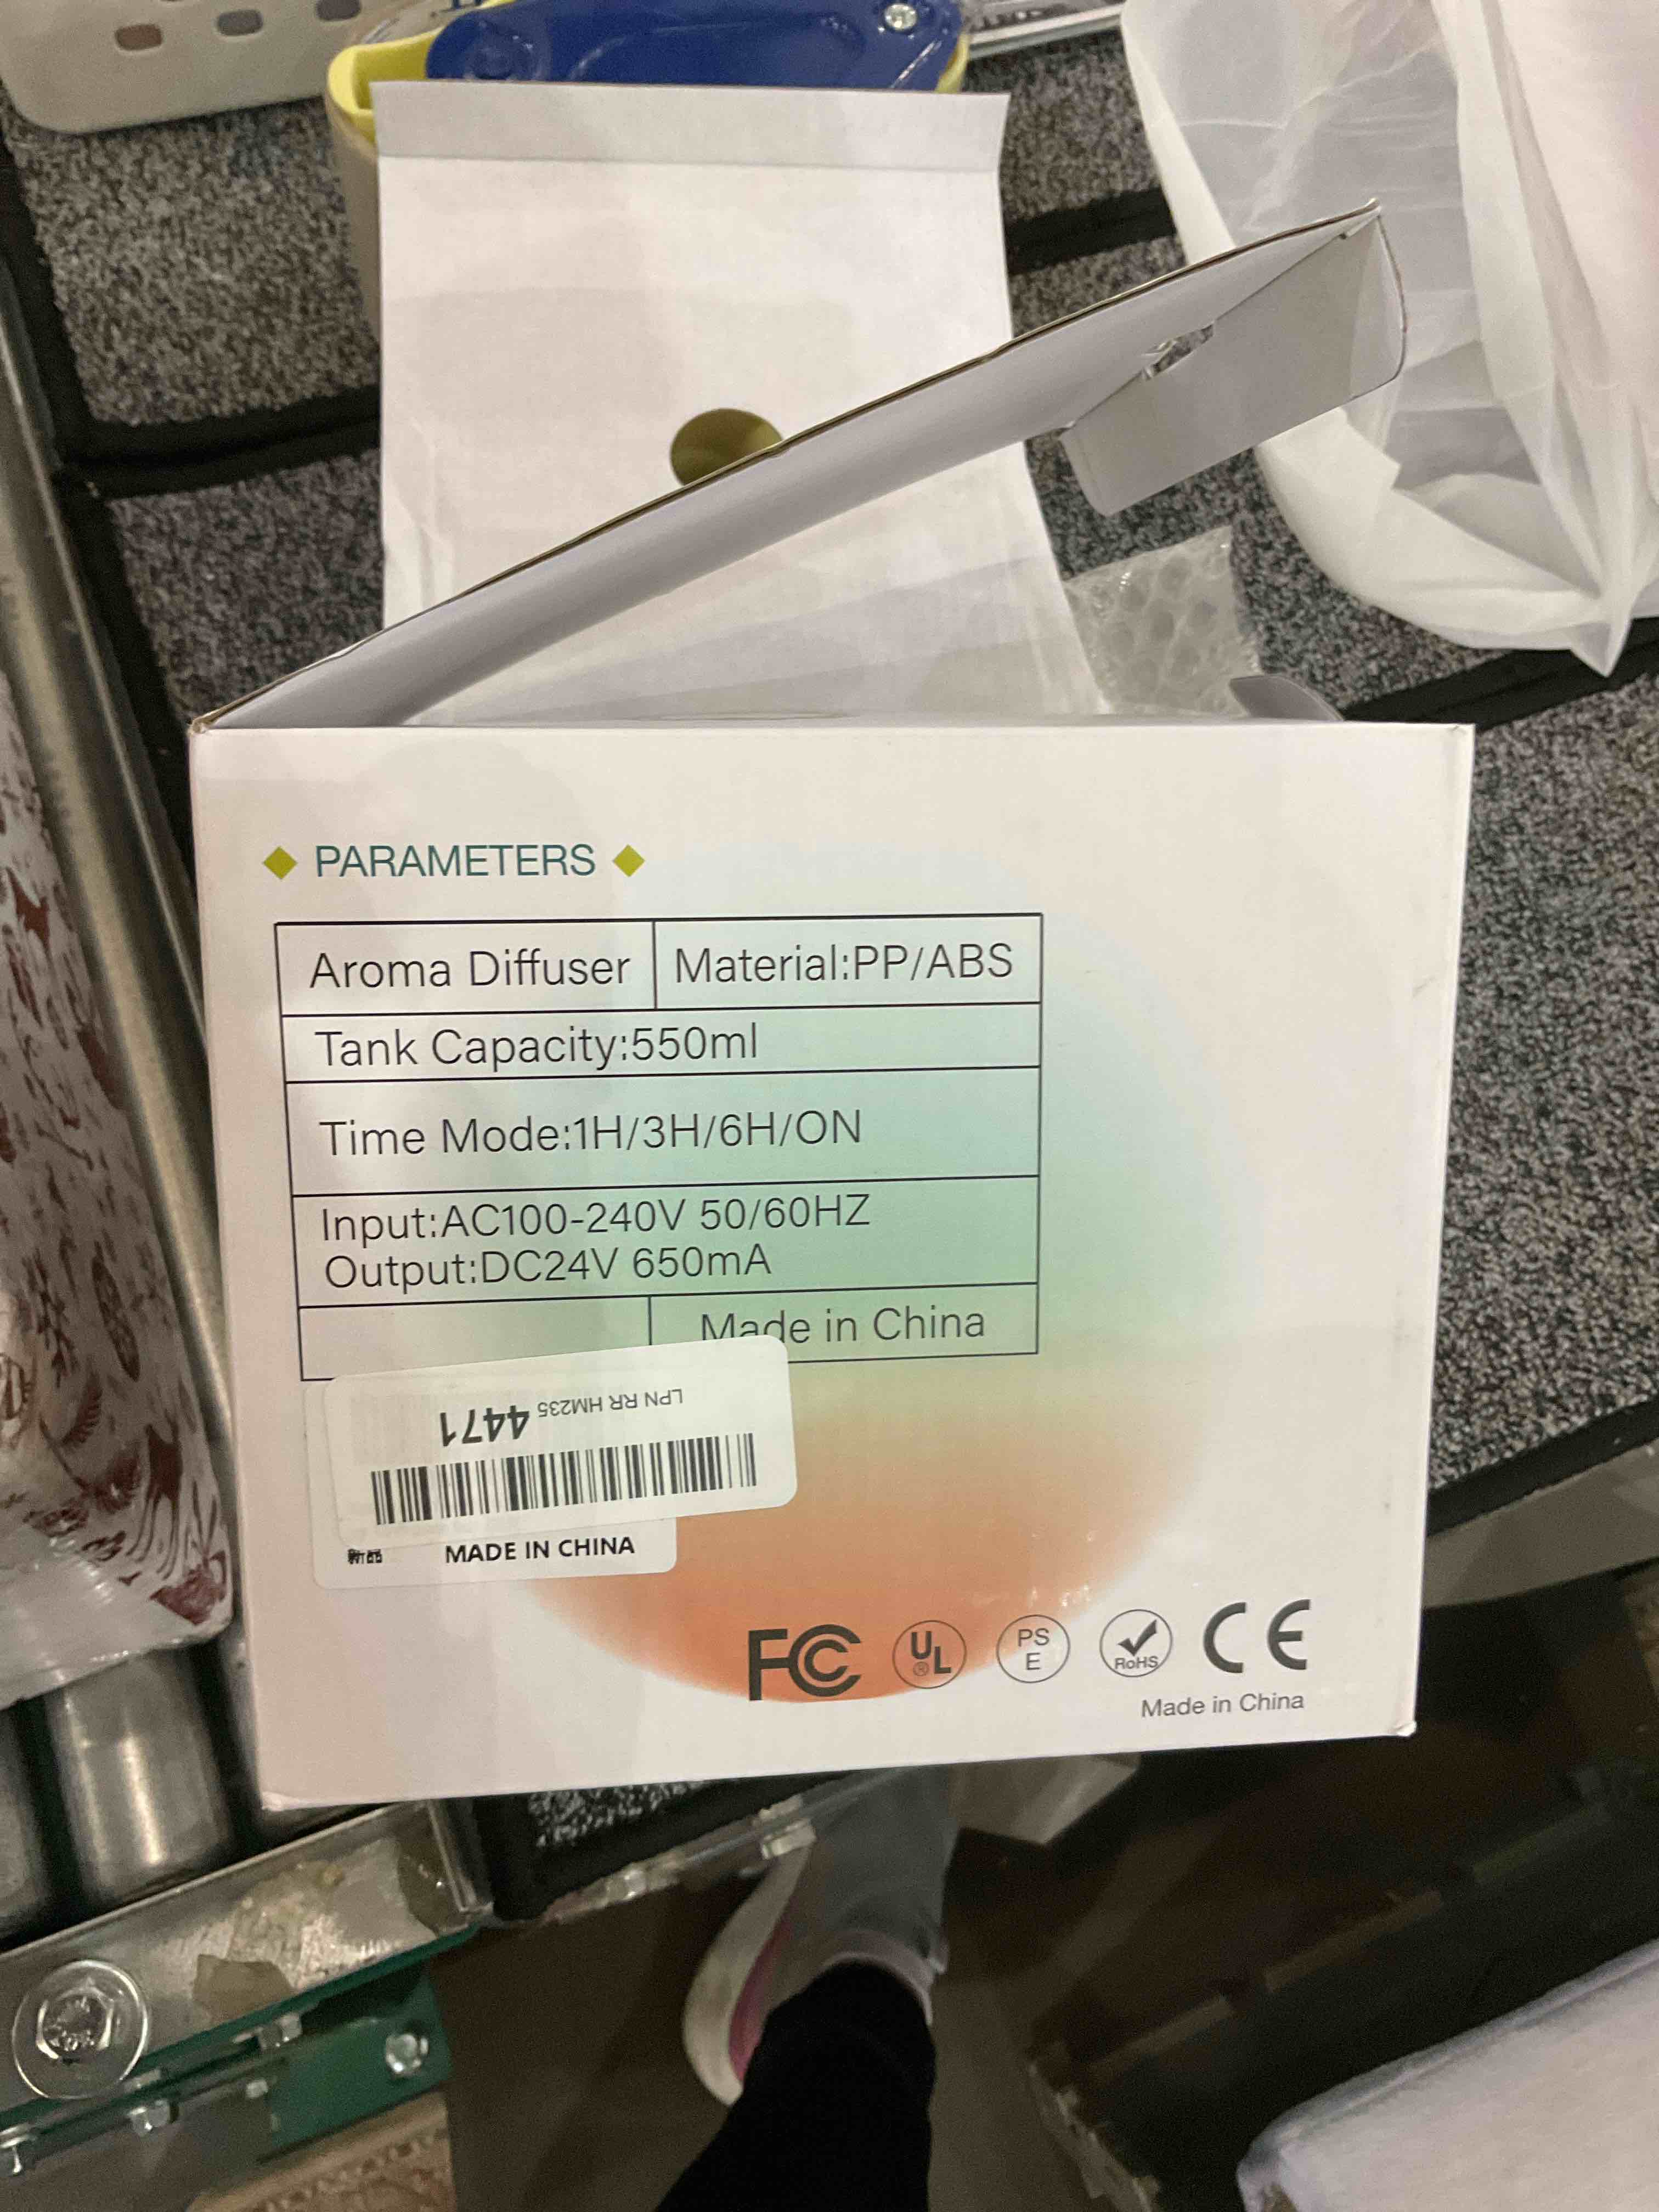 PARAMETERS
Aroma Diffuser Material:PP/ABS
Tank Capacity:550ml
Time Mode:1H/3H/6H/ON
Input:AC100-240V 50/60HZ
Output:DC24V 650mA
Made in China
LPN RR HM235 4471
新品 MADE IN CHINA
FC UL PS E RoHS CE
Made in China